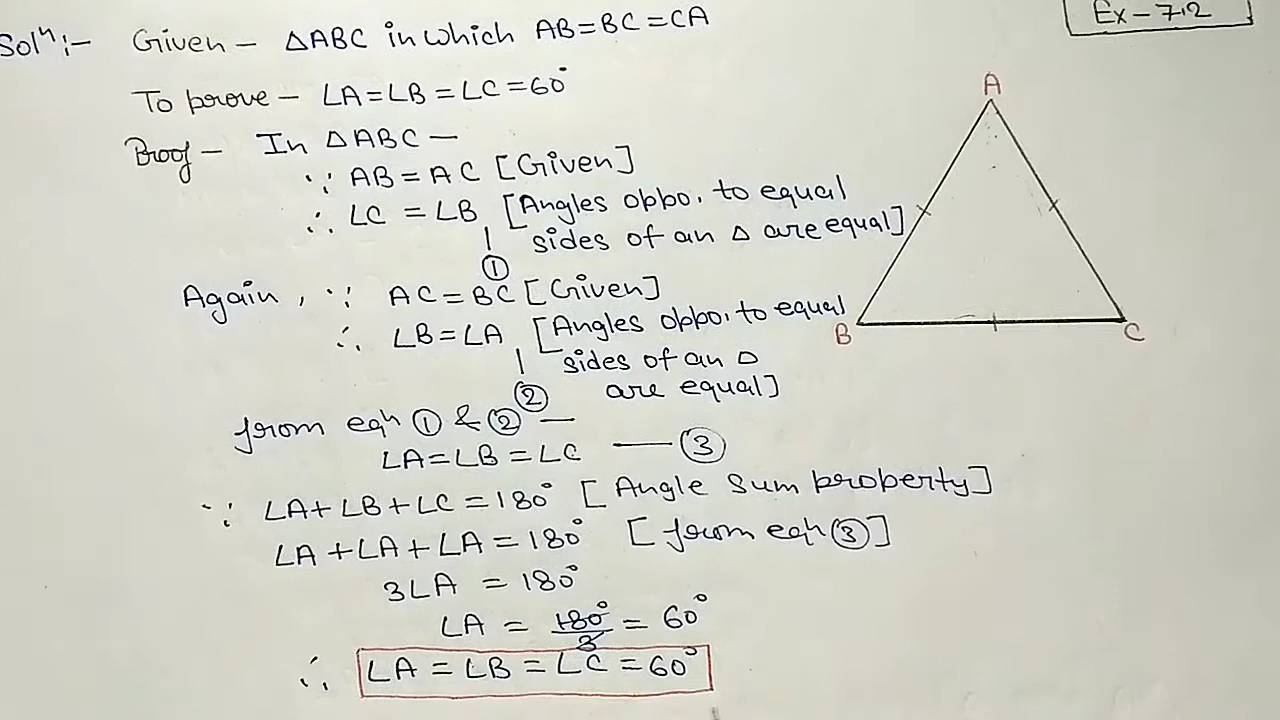 Ex-7.2
Solⁿ:- Given - △ABC in which AB=BC=CA
To prove - ∠A=∠B=∠C=60°
Proof - In △ABC -
∵ AB=AC [Given]
∴ ∠C=∠B [Angles oppo. to equal
sides of an △ are equal]
①
Again, ∵ AC=BC [Given]
∴ ∠B=∠A [Angles oppo. to equal
sides of an △
are equal]
②
from eqⁿ ① & ② —
∠A=∠B=∠C — ③
∵ ∠A+∠B+∠C=180° [Angle Sum property]
∠A+∠A+∠A=180° [from eqⁿ ③]
3∠A = 180°
∠A = 180°/3 = 60°
∴ ∠A=∠B=∠C=60°
A
B
C